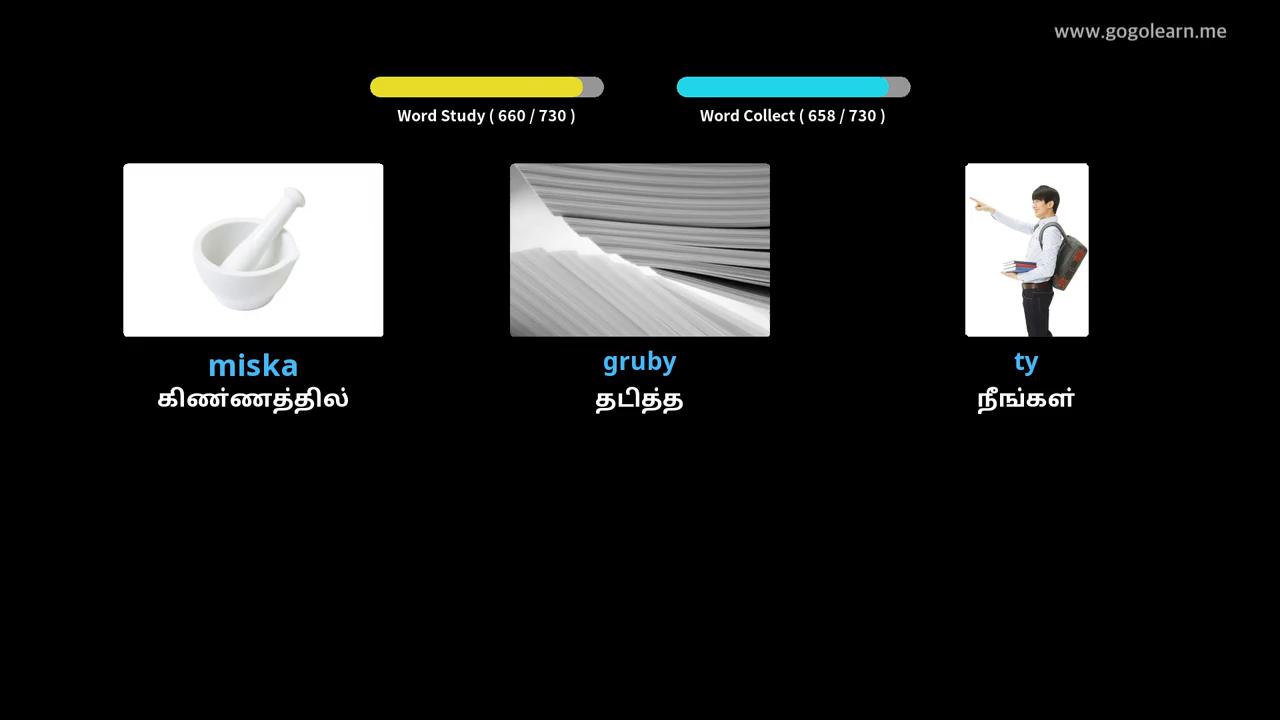 www.gogolearn.me
Word Study ( 660 / 730 )
Word Collect ( 658 / 730 )
miska
கிண்ணத்தில்
gruby
தடித்த
ty
நீங்கள்